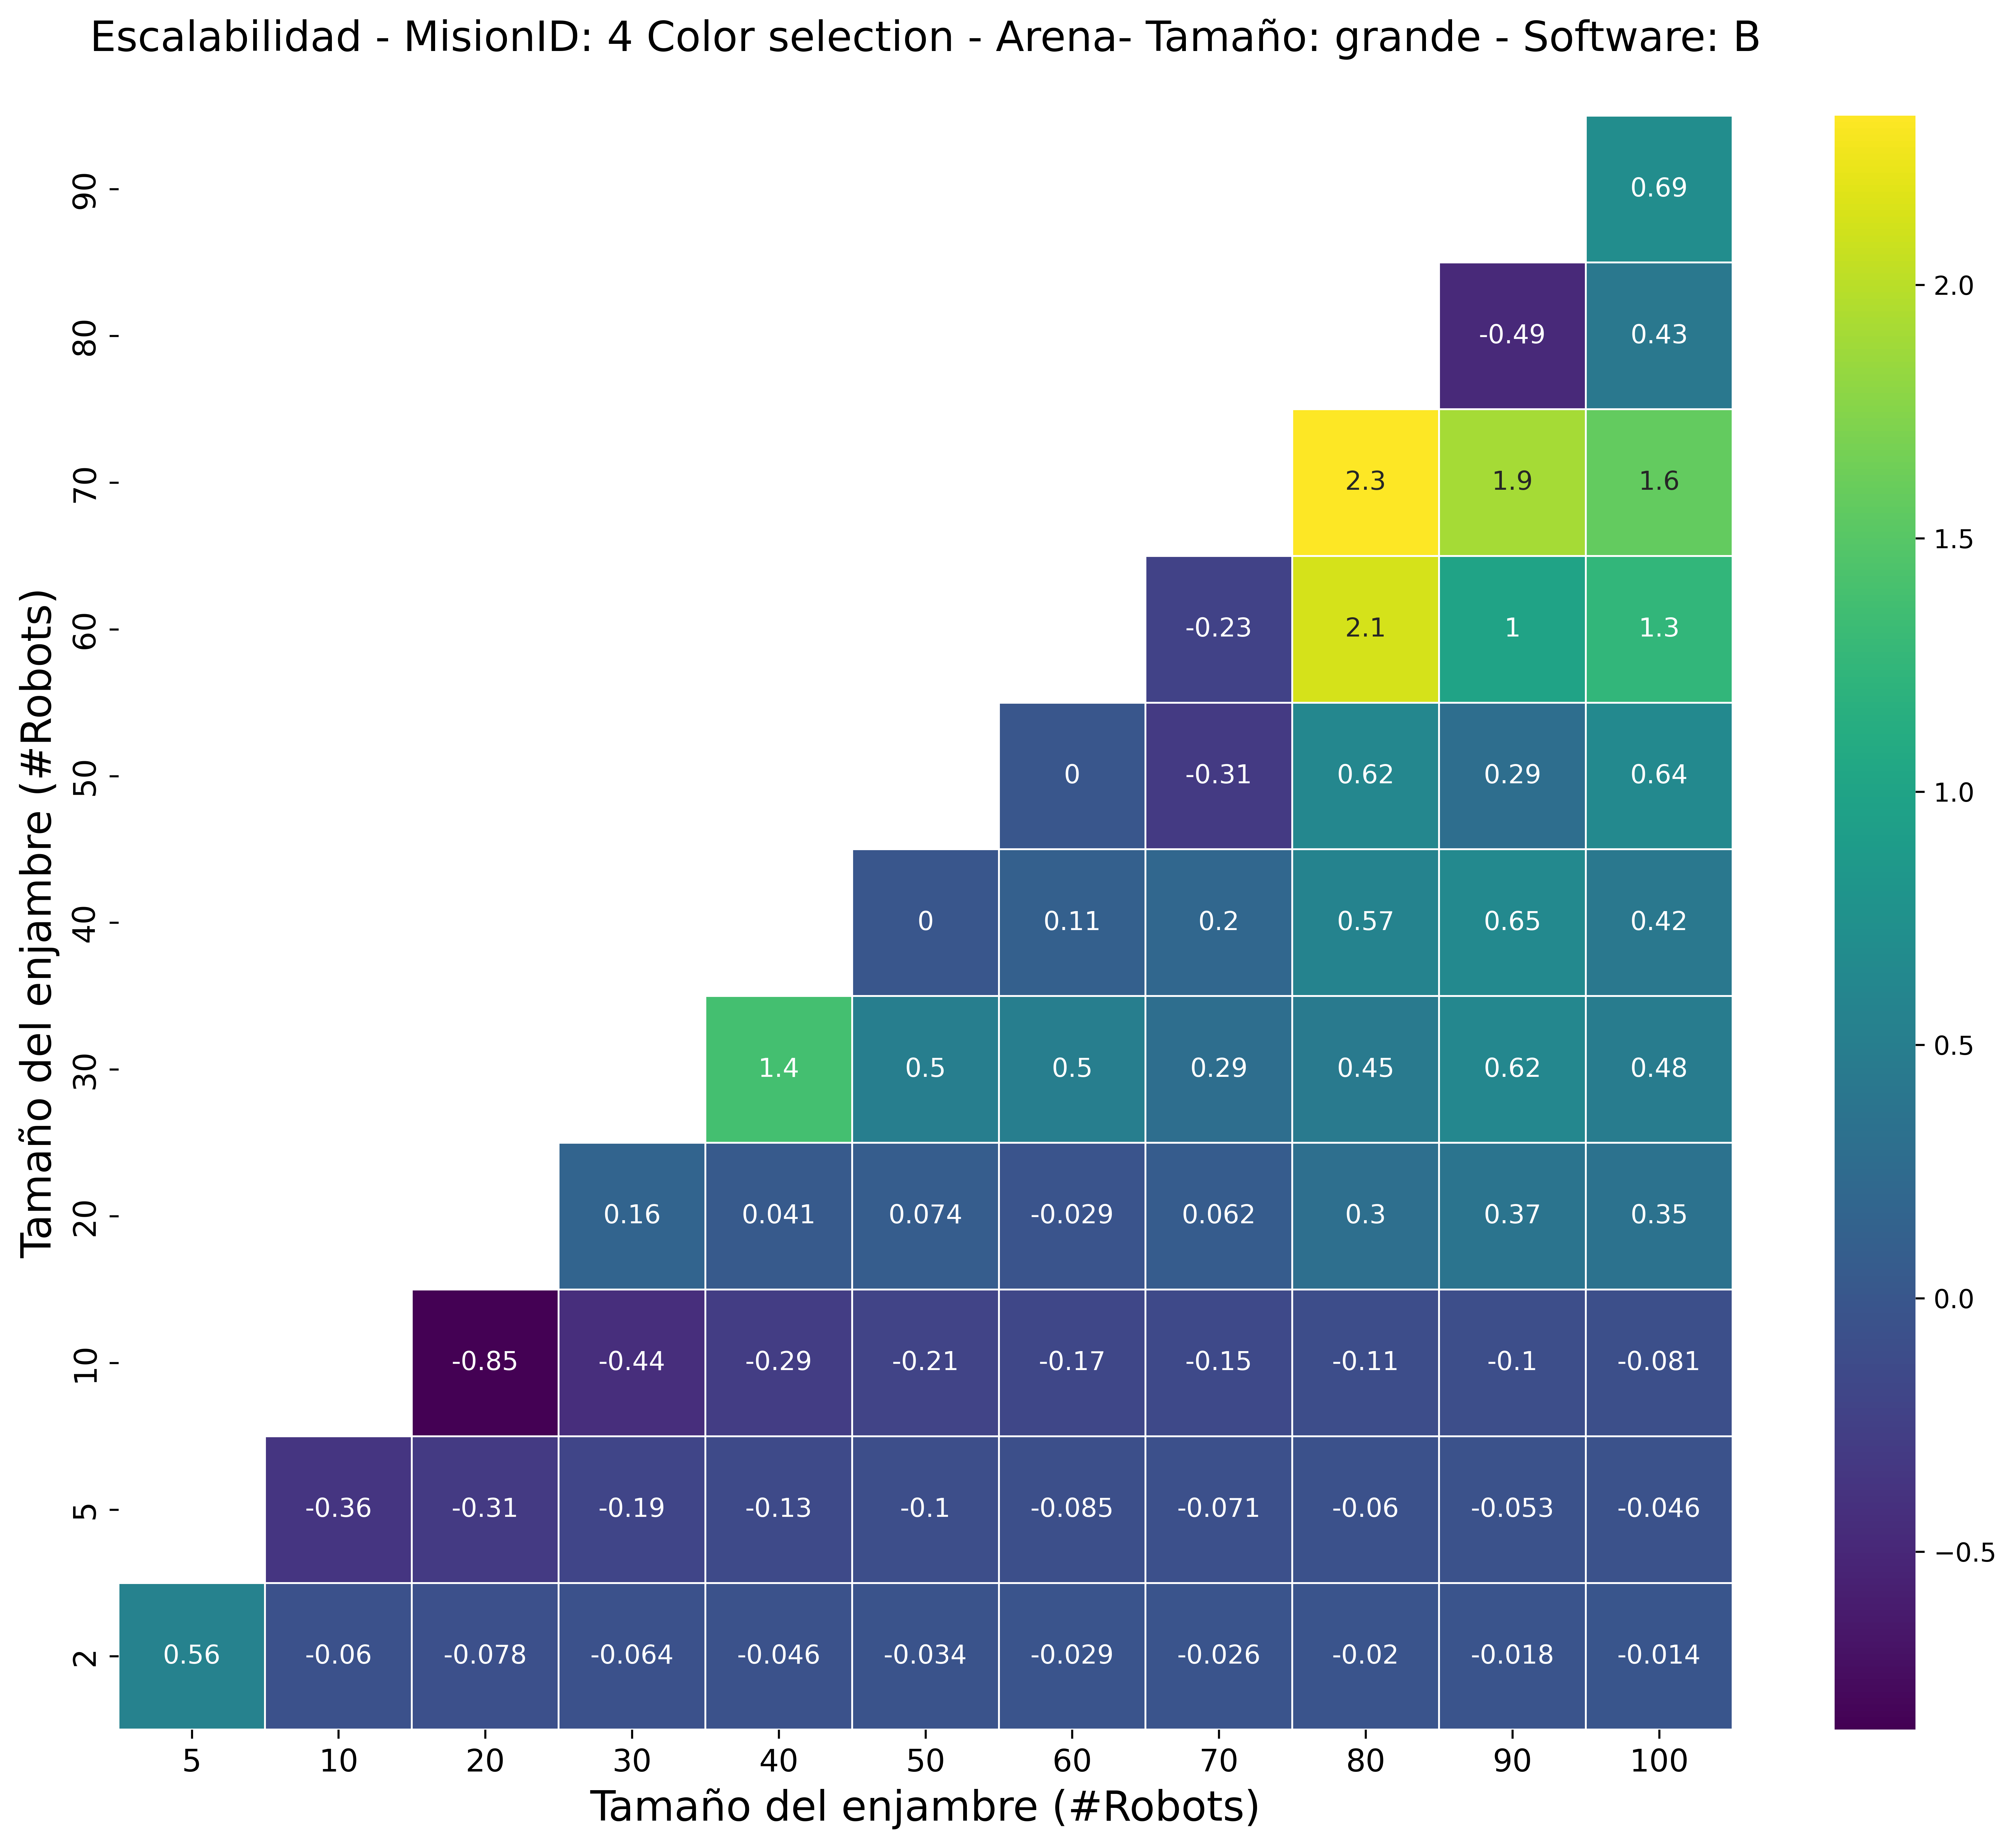 Escalabilidad - MisionID: 4 Color selection - Arena- Tamaño: grande - Software: B
Tamaño del enjambre (#Robots)
90 0.69
80 -0.49 0.43
70 2.3 1.9 1.6
60 -0.23 2.1 1 1.3
50 0 -0.31 0.62 0.29 0.64
40 0 0.11 0.2 0.57 0.65 0.42
30 1.4 0.5 0.5 0.29 0.45 0.62 0.48
20 0.16 0.041 0.074 -0.029 0.062 0.3 0.37 0.35
10 -0.85 -0.44 -0.29 -0.21 -0.17 -0.15 -0.11 -0.1 -0.081
5 -0.36 -0.31 -0.19 -0.13 -0.1 -0.085 -0.071 -0.06 -0.053 -0.046
2 0.56 -0.06 -0.078 -0.064 -0.046 -0.034 -0.029 -0.026 -0.02 -0.018 -0.014
5 10 20 30 40 50 60 70 80 90 100
Tamaño del enjambre (#Robots)
2.0
1.5
1.0
0.5
0.0
−0.5